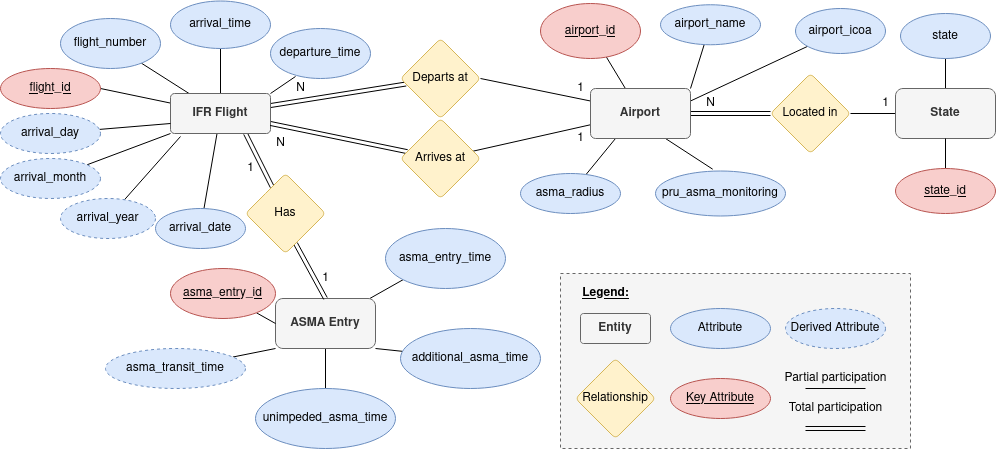 arrival_time
airport_id
airport_name
airport_icoa
state
flight_number
departure_time
flight_id
N
Departs at
1
IFR Flight
Airport
N
Located in
1
State
arrival_day
N
1
1
Arrives at
arrival_month
asma_radius
pru_asma_monitoring
state_id
arrival_year
arrival_date
Has
asma_entry_time
1
asma_entry_id
ASMA Entry
additional_asma_time
asma_transit_time
unimpeded_asma_time
Legend:
Entity
Attribute
Derived Attribute
Relationship
Key Attribute
Partial participation
Total participation